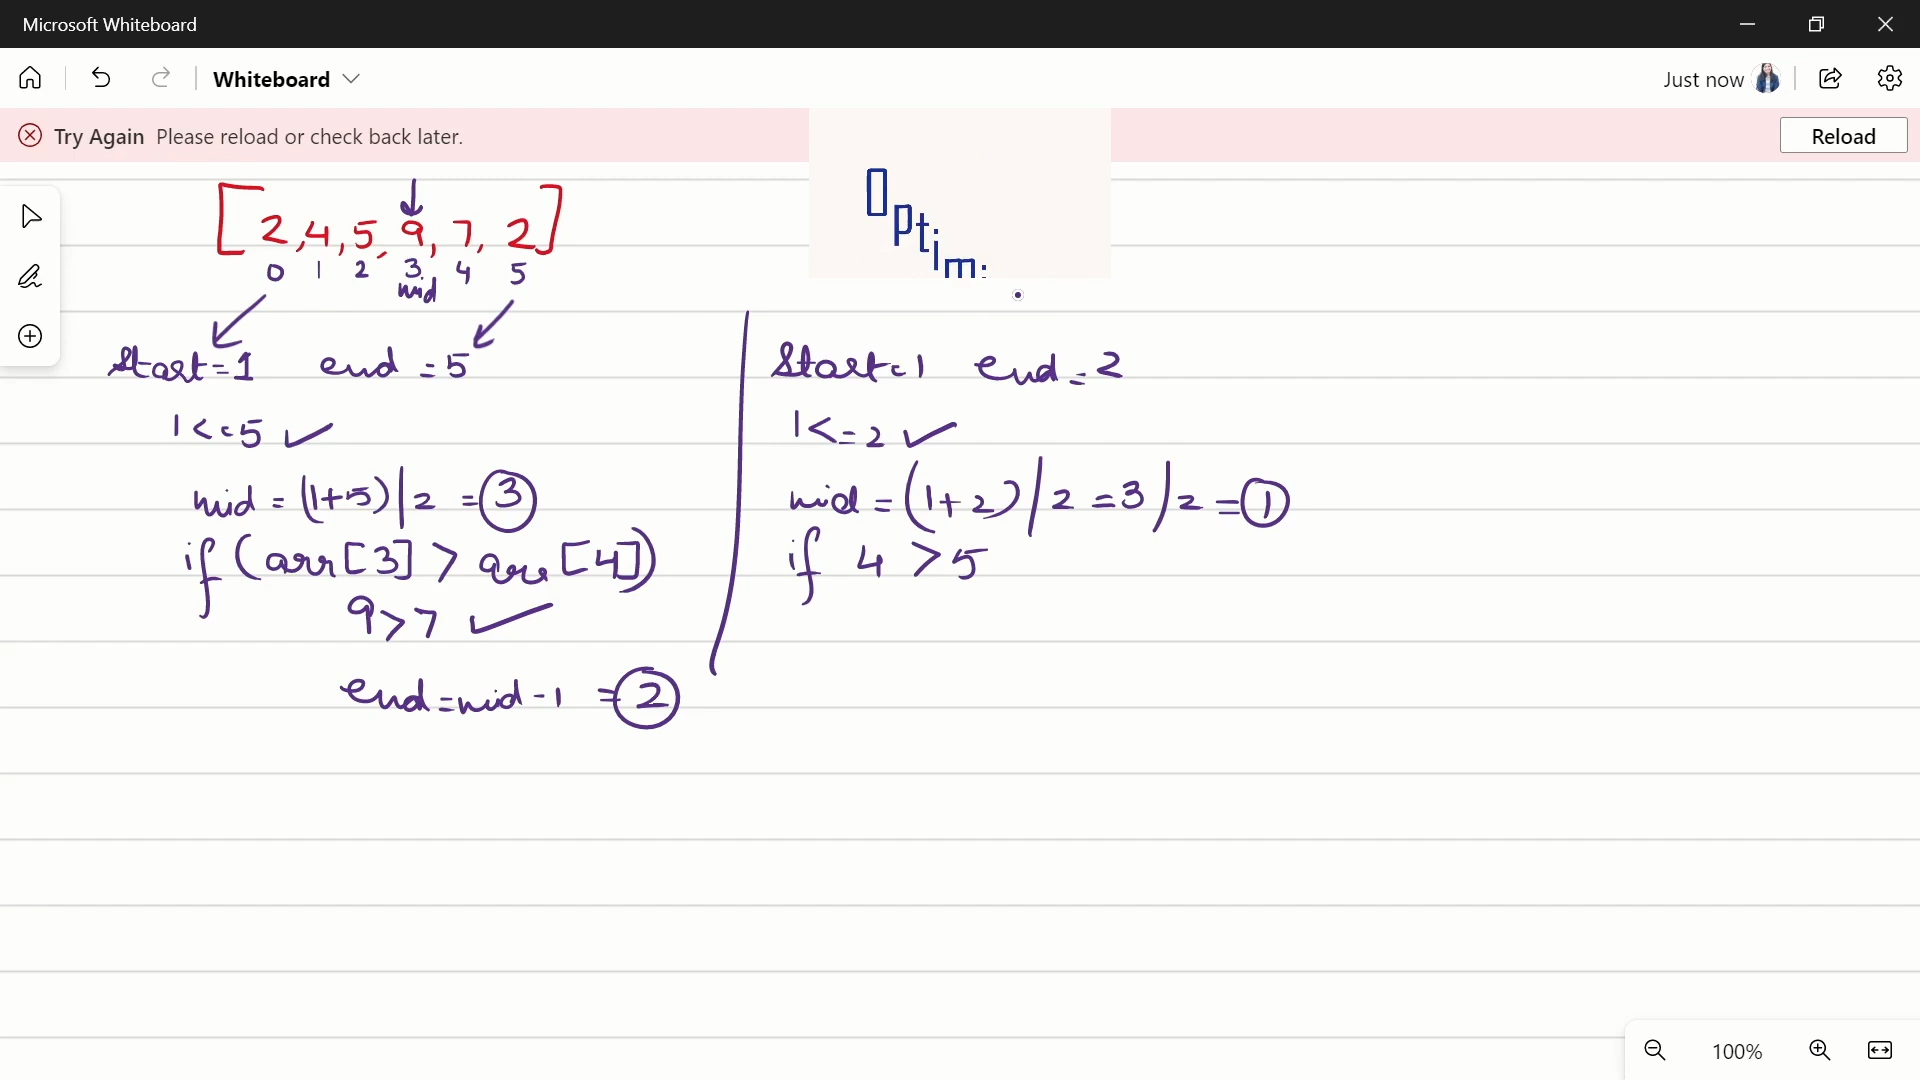 Microsoft Whiteboard
Whiteboard
Just now
Try Again Please reload or check back later.
Reload
Optimi
[2, 4, 5, 9, 7, 2]
0 1 2 3 4 5
mid
Start=1 end=5
1<=5 ✓
mid = (1+5)/2 = 3
if (arr[3] > arr[4])
9>7 ✓
end=mid-1 = 2
Start=1 end=2
1<=2 ✓
mid = (1+2)/2 = 3/2 = 1
if 4 > 5
100%